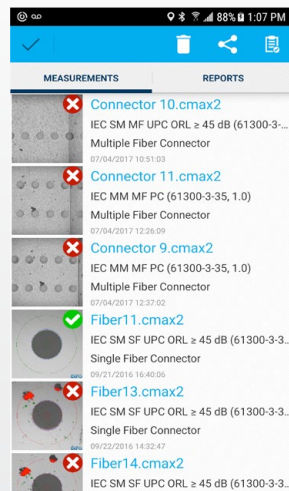 88% 1:07 PM
MEASUREMENTS REPORTS
Connector 10.cmax2
IEC SM MF UPC ORL ≥ 45 dB (61300-3-...
Multiple Fiber Connector
07/04/2017 10:51:03
Connector 11.cmax2
IEC MM MF PC (61300-3-35, 1.0)
Multiple Fiber Connector
07/04/2017 12:26:09
Connector 9.cmax2
IEC MM MF PC (61300-3-35, 1.0)
Multiple Fiber Connector
07/04/2017 12:37:02
Fiber11.cmax2
IEC SM SF UPC ORL ≥ 45 dB (61300-3-3...
Single Fiber Connector
09/21/2016 16:40:06
Fiber13.cmax2
IEC SM SF UPC ORL ≥ 45 dB (61300-3-3...
Single Fiber Connector
09/22/2016 14:32:47
Fiber14.cmax2
IEC SM SF UPC ORL ≥ 45 dB (61300-3-3...